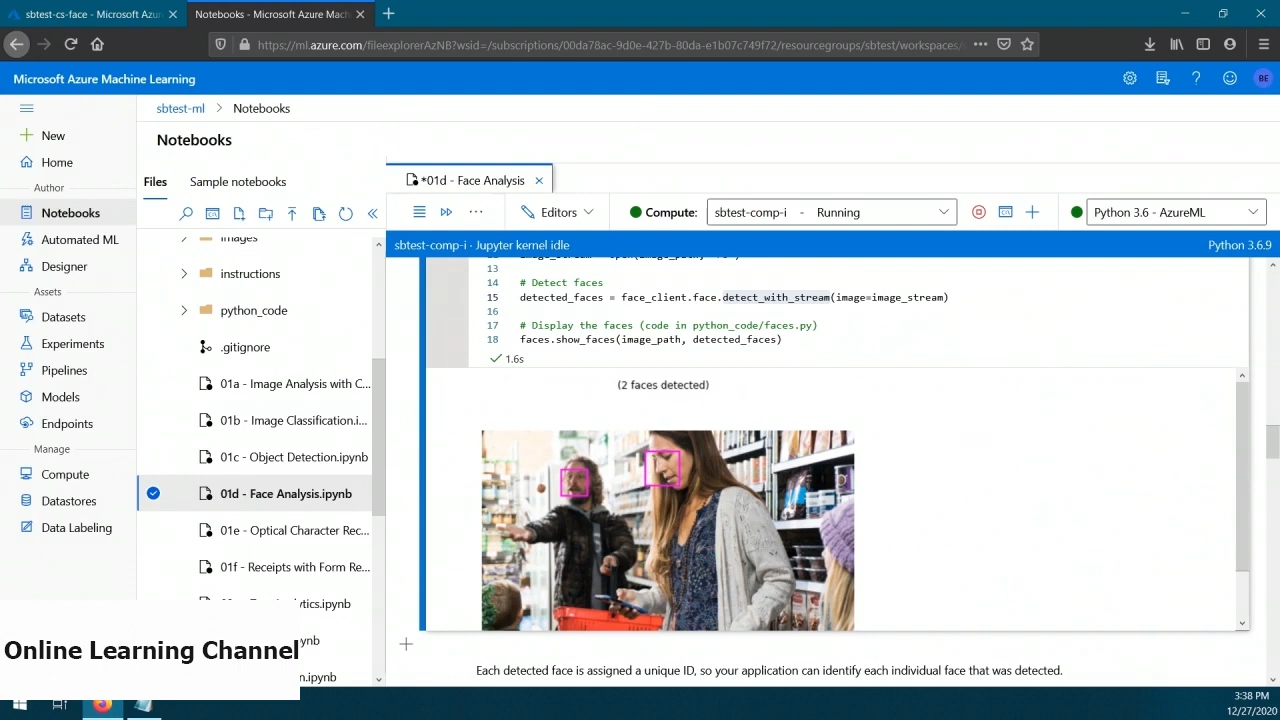 sbtest-cs-face - Microsoft Azur
Notebooks - Microsoft Azure Mach
https://ml.azure.com/fileexplorerAzNB?wsid=/subscriptions/00da78ac-9d0e-427b-80da-e1b07c749f72/resourcegroups/sbtest/workspaces/
Microsoft Azure Machine Learning
BE
sbtest-ml > Notebooks
New
Home
Author
Notebooks
Automated ML
Designer
Assets
Datasets
Experiments
Pipelines
Models
Endpoints
Manage
Compute
Datastores
Data Labeling
Notebooks
Files
Sample notebooks
images
instructions
python_code
.gitignore
01a - Image Analysis with C...
01b - Image Classification.i...
01c - Object Detection.ipynb
01d - Face Analysis.ipynb
01e - Optical Character Rec...
01f - Receipts with Form Re...
ytics.ipynb
ynb
n.ipynb
*01d - Face Analysis
Editors
Compute:
sbtest-comp-i - Running
Python 3.6 - AzureML
sbtest-comp-i · Jupyter kernel idle
Python 3.6.9
13
14 # Detect faces
15 detected_faces = face_client.face.detect_with_stream(image=image_stream)
16
17 # Display the faces (code in python_code/faces.py)
18 faces.show_faces(image_path, detected_faces)
1.6s
(2 faces detected)
Each detected face is assigned a unique ID, so your application can identify each individual face that was detected.
Online Learning Channel
3:38 PM
12/27/2020